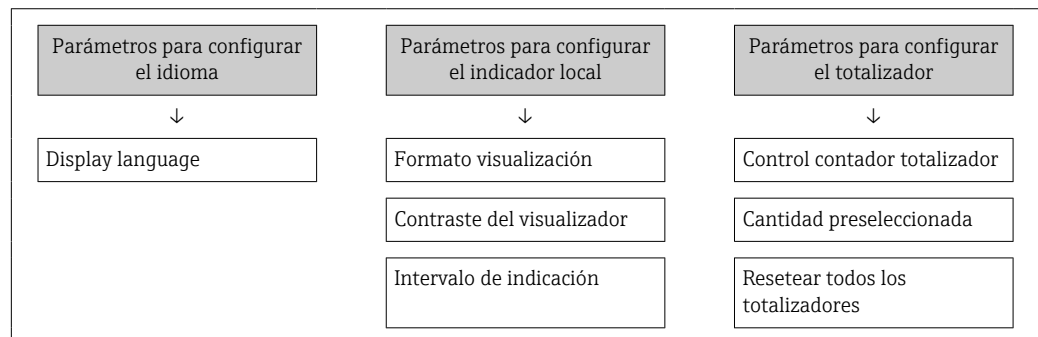 Parámetros para configurar
el idioma
↓
Display language
Parámetros para configurar
el indicador local
↓
Formato visualización
Contraste del visualizador
Intervalo de indicación
Parámetros para configurar
el totalizador
↓
Control contador totalizador
Cantidad preseleccionada
Resetear todos los
totalizadores